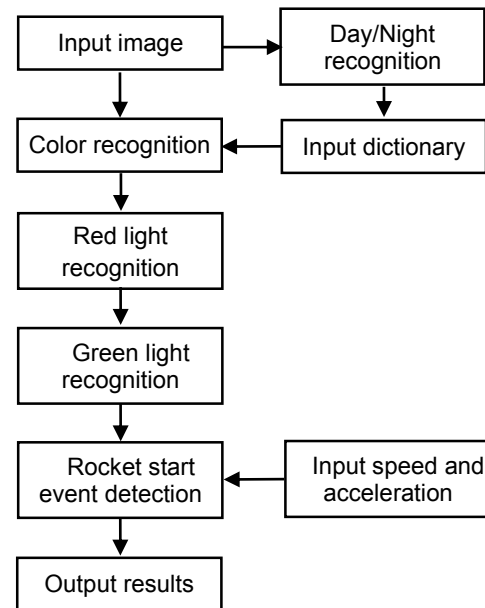 Input image
Day/Night
recognition
Color recognition
Input dictionary
Red light
recognition
Green light
recognition
Rocket start
event detection
Input speed and
acceleration
Output results